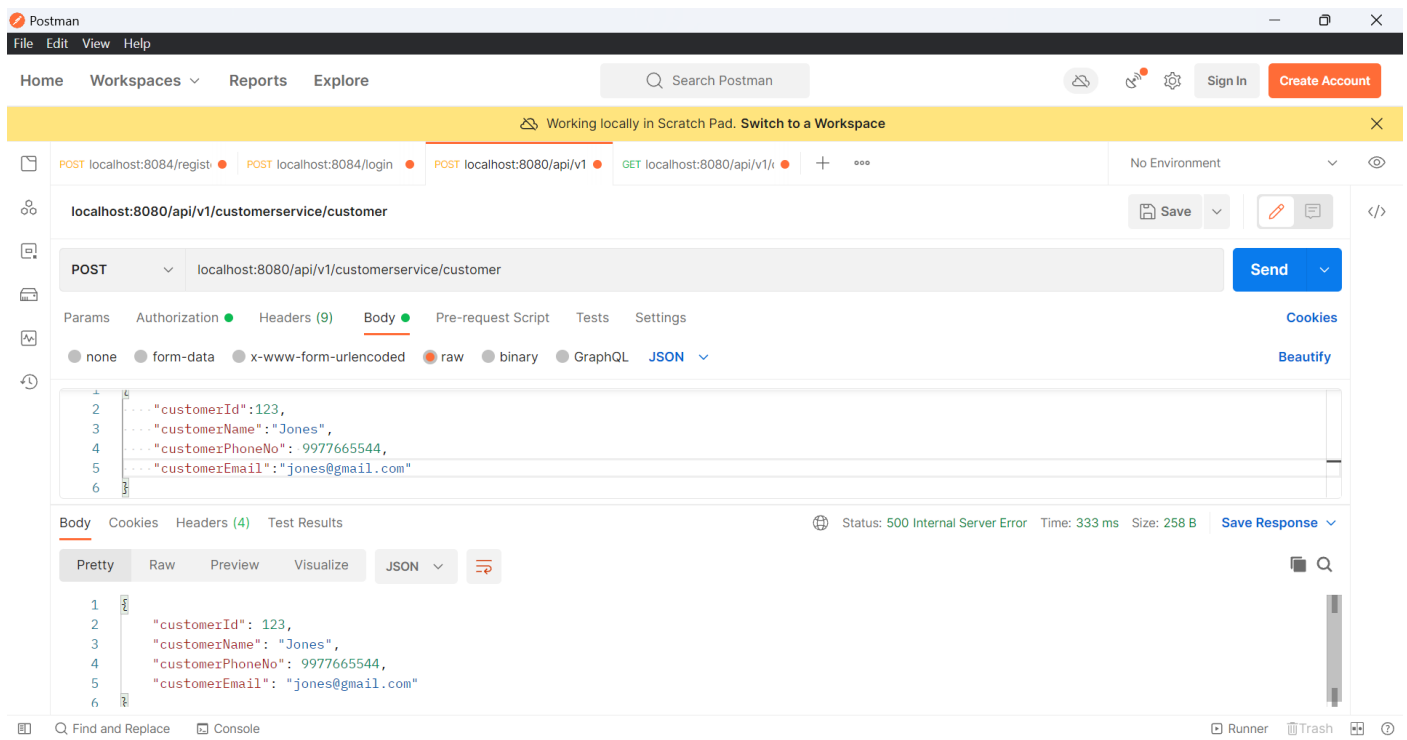 Postman
File Edit View Help
Home Workspaces Reports Explore Search Postman Sign In Create Account
Working locally in Scratch Pad. Switch to a Workspace
POST localhost:8084/regist POST localhost:8084/login POST localhost:8080/api/v1 GET localhost:8080/api/v1/ No Environment
localhost:8080/api/v1/customerservice/customer Save
POST localhost:8080/api/v1/customerservice/customer Send
Params Authorization Headers (9) Body Pre-request Script Tests Settings Cookies
none form-data x-www-form-urlencoded raw binary GraphQL JSON Beautify
1 {
2 "customerId":123,
3 "customerName":"Jones",
4 "customerPhoneNo": 9977665544,
5 "customerEmail":"jones@gmail.com"
6 }
Body Cookies Headers (4) Test Results Status: 500 Internal Server Error Time: 333 ms Size: 258 B Save Response
Pretty Raw Preview Visualize JSON
1 {
2 "customerId": 123,
3 "customerName": "Jones",
4 "customerPhoneNo": 9977665544,
5 "customerEmail": "jones@gmail.com"
6 }
Find and Replace Console Runner Trash